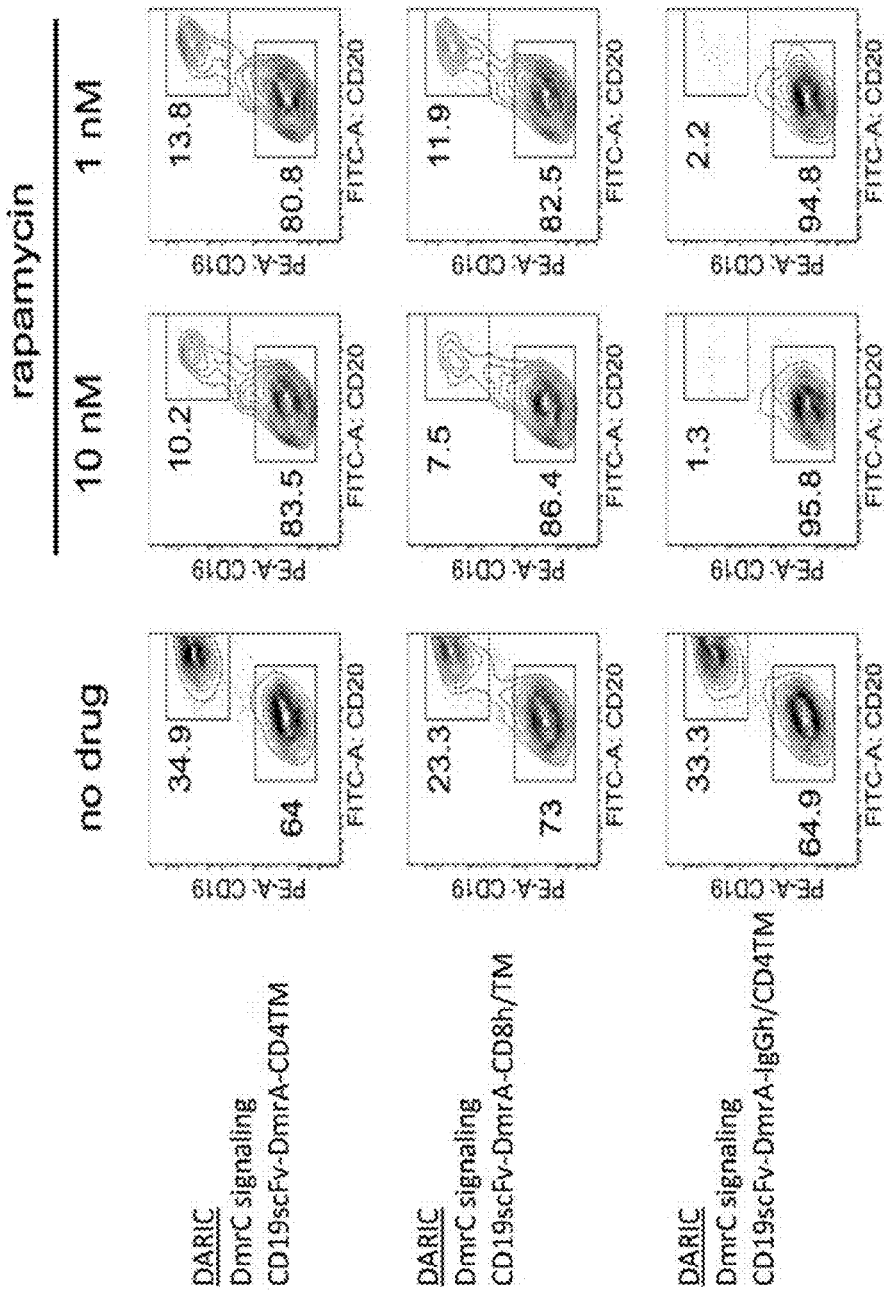 rapamycin
no drug
10 nM
1 nM
DARIC
DmrC signaling
CD19scFv-DmrA-CD4TM
PE-A: CD19
34.9
64
FITC-A: CD20
PE-A: CD19
10.2
83.5
FITC-A: CD20
PE-A: CD19
13.8
80.8
FITC-A: CD20
DARIC
DmrC signaling
CD19scFv-DmrA-CD8h/TM
PE-A: CD19
23.3
73
FITC-A: CD20
PE-A: CD19
7.5
86.4
FITC-A: CD20
PE-A: CD19
11.9
82.5
FITC-A: CD20
DARIC
DmrC signaling
CD19scFv-DmrA-IgGh/CD4TM
PE-A: CD19
33.3
64.9
FITC-A: CD20
PE-A: CD19
1.3
95.8
FITC-A: CD20
PE-A: CD19
2.2
94.8
FITC-A: CD20